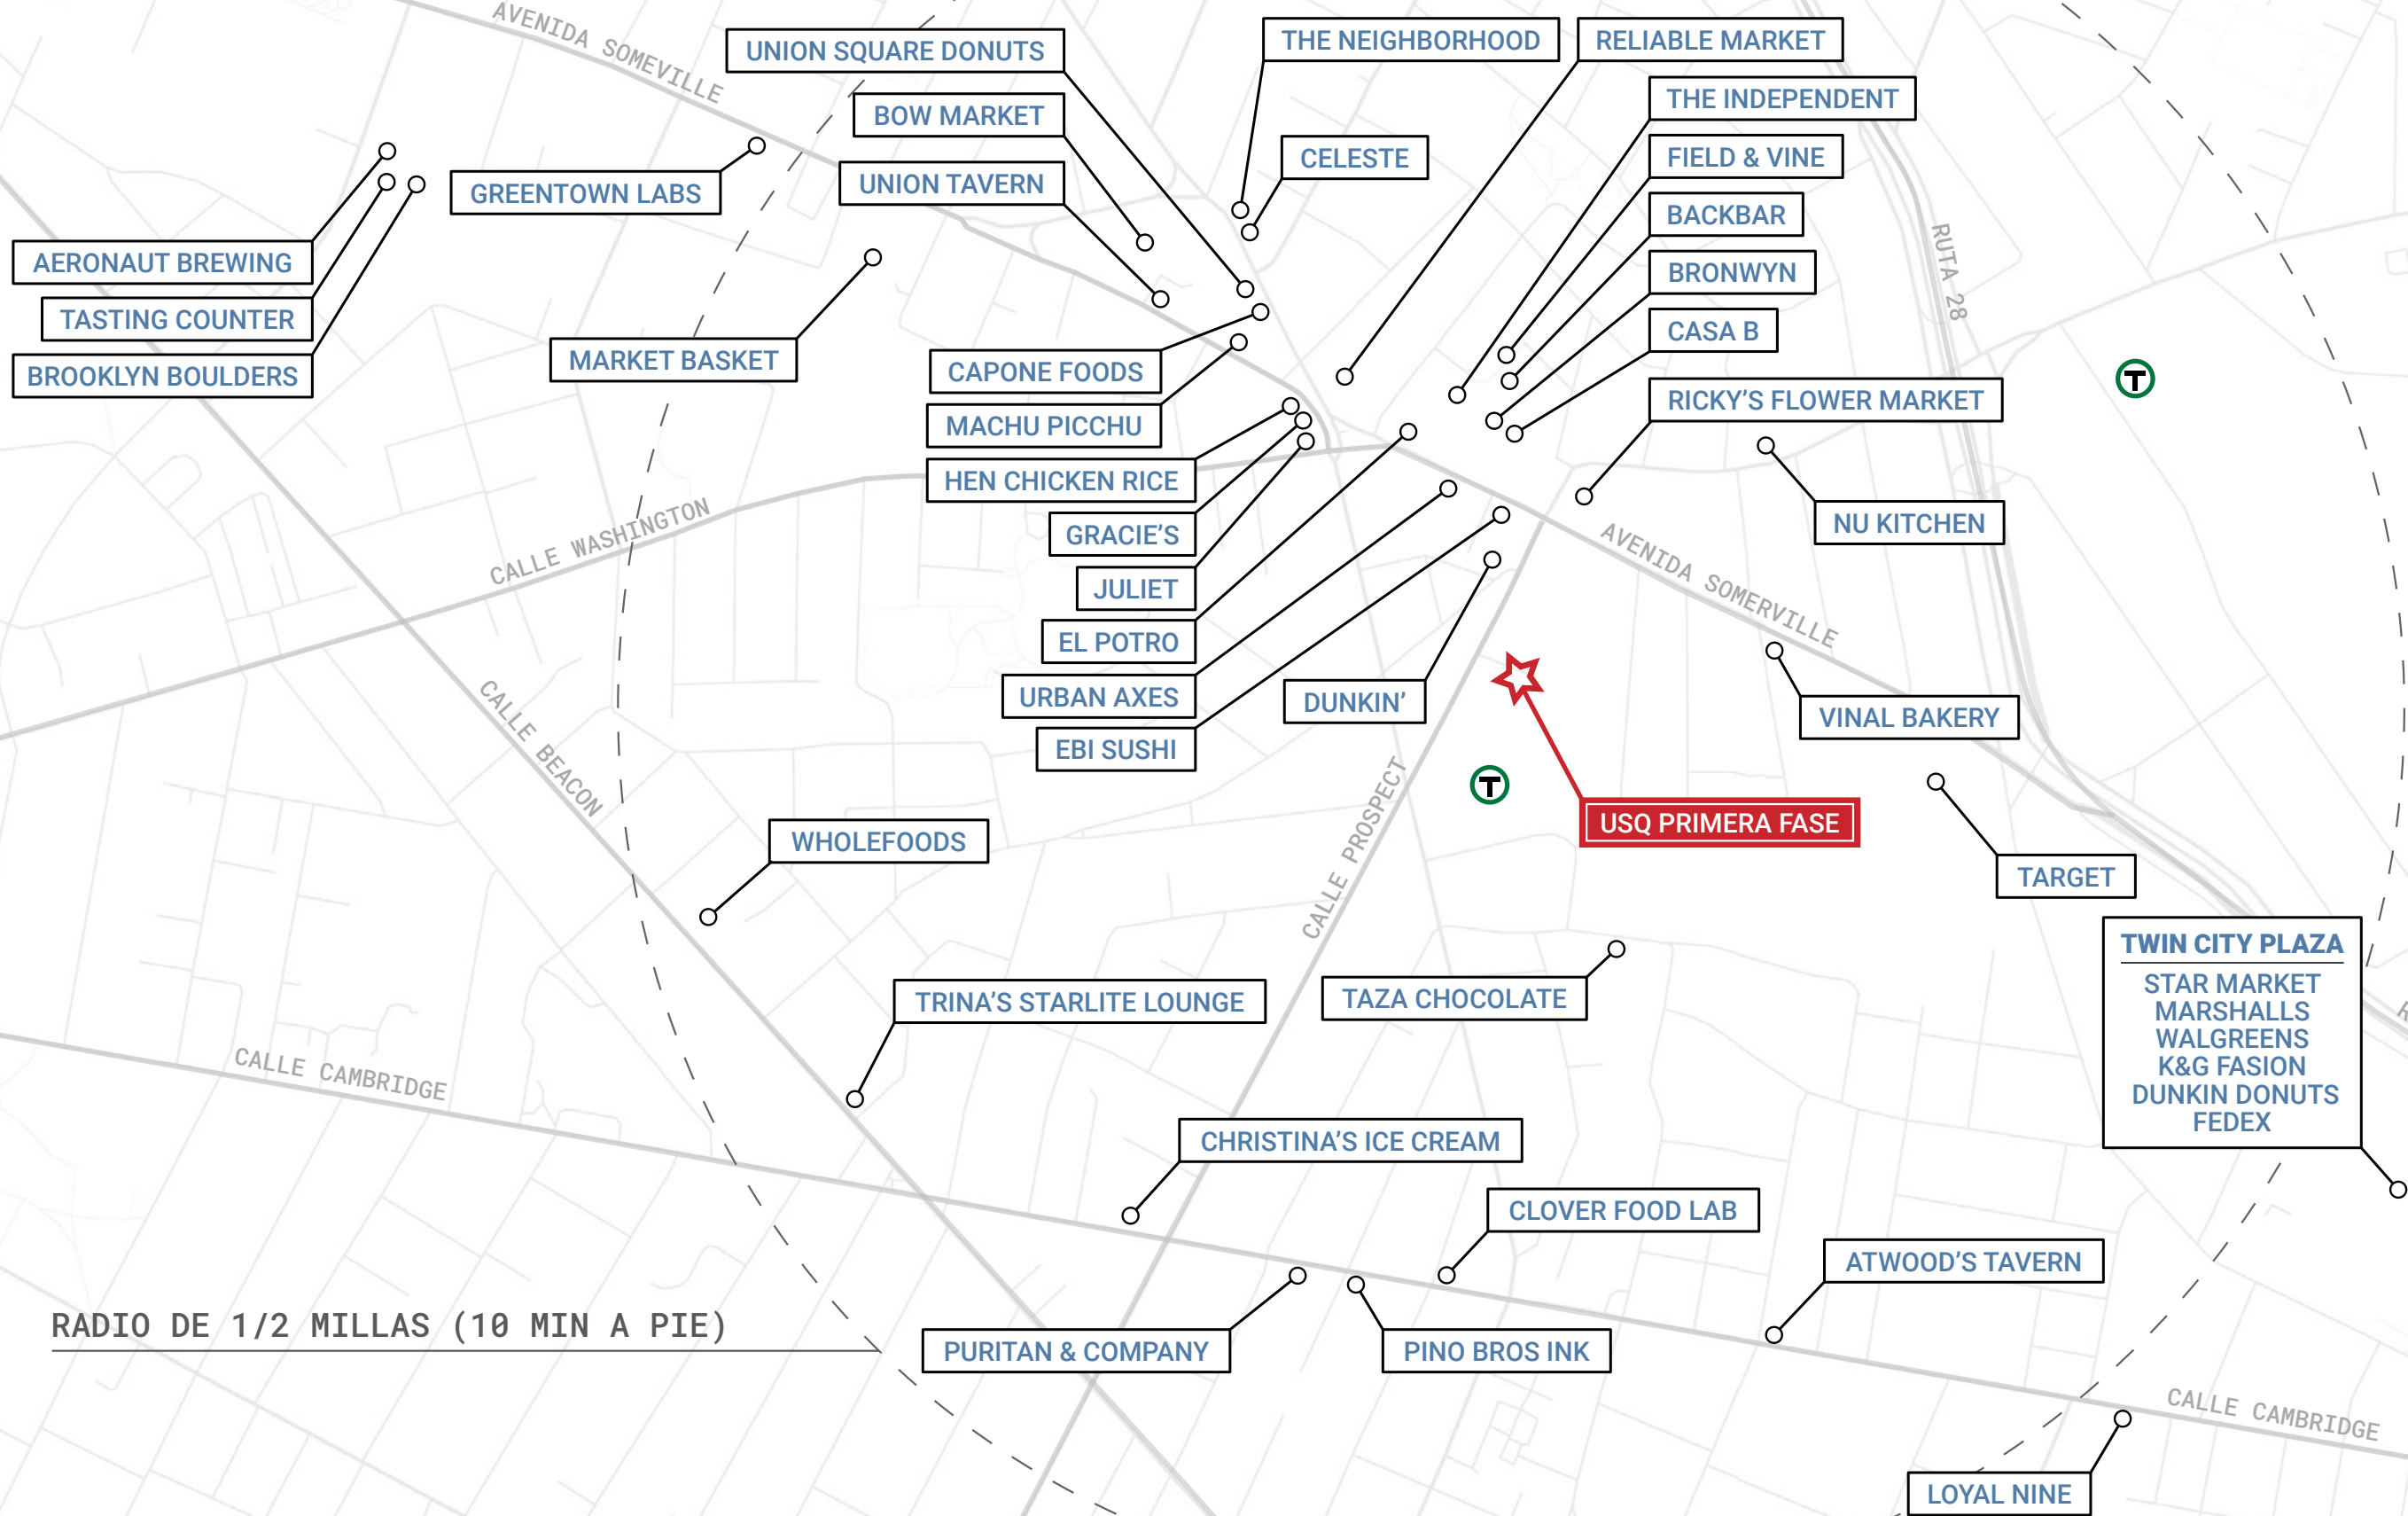 AVENIDA SOMEVILLE
UNION SQUARE DONUTS
THE NEIGHBORHOOD
RELIABLE MARKET
THE INDEPENDENT
BOW MARKET
CELESTE
FIELD & VINE
UNION TAVERN
GREENTOWN LABS
BACKBAR
AERONAUT BREWING
BRONWYN
RUTA 28
TASTING COUNTER
CASA B
MARKET BASKET
CAPONE FOODS
BROOKLYN BOULDERS
T
RICKY’S FLOWER MARKET
MACHU PICCHU
HEN CHICKEN RICE
NU KITCHEN
CALLE WASHINGTON
GRACIE’S
JULIET
AVENIDA SOMERVILLE
EL POTRO
URBAN AXES
DUNKIN’
VINAL BAKERY
CALLE BEACON
EBI SUSHI
T
USQ PRIMERA FASE
WHOLEFOODS
CALLE PROSPECT
TARGET
TWIN CITY PLAZA
STAR MARKET
MARSHALLS
WALGREENS
K&G FASION
DUNKIN DONUTS
FEDEX
TRINA’S STARLITE LOUNGE
TAZA CHOCOLATE
CALLE CAMBRIDGE
CHRISTINA’S ICE CREAM
CLOVER FOOD LAB
ATWOOD’S TAVERN
RADIO DE 1/2 MILLAS (10 MIN A PIE)
PURITAN & COMPANY
PINO BROS INK
CALLE CAMBRIDGE
LOYAL NINE